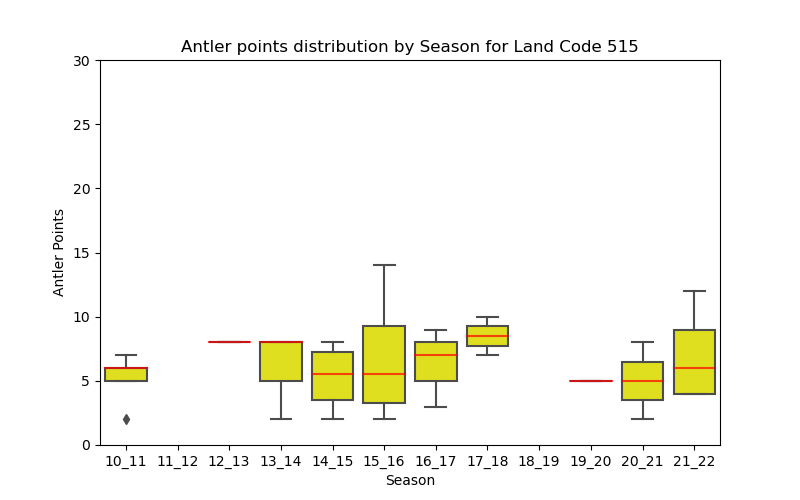 Antler points distribution by Season for Land Code 515
Antler Points
30
25
20
15
10
5
0
10_11 11_12 12_13 13_14 14_15 15_16 16_17 17_18 18_19 19_20 20_21 21_22
Season